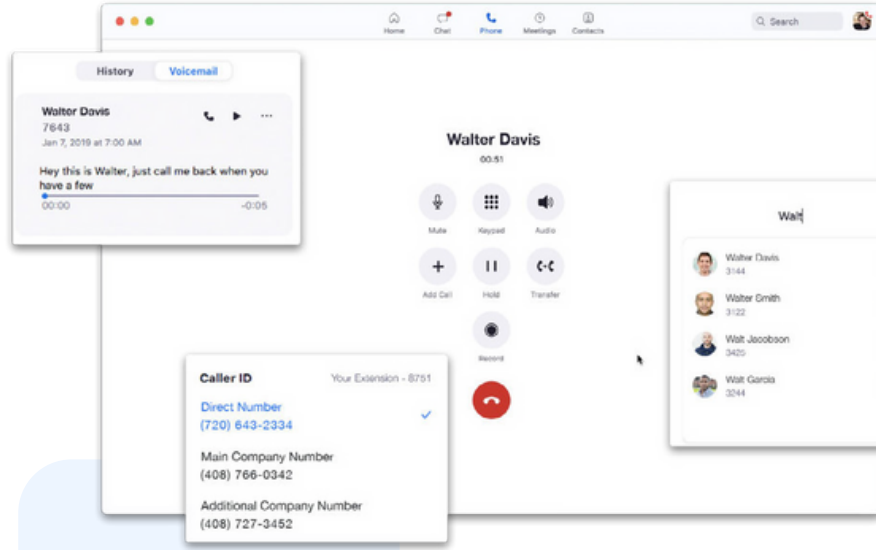 Home Chat Phone Meetings Contacts
Search
History Voicemail
Walter Davis
7643
Jan 7, 2019 at 7:00 AM
Hey this is Walter, just call me back when you
have a few
00:00 -0:05
Walter Davis
00:51
Mute Keypad Audio
Add Call Hold Transfer
Record
Walt
Walter Davis
3144
Walter Smith
3122
Walt Jacobson
3425
Walt Garcia
3244
Caller ID Your Extension - 8751
Direct Number
(720) 643-2334
Main Company Number
(408) 766-0342
Additional Company Number
(408) 727-3452